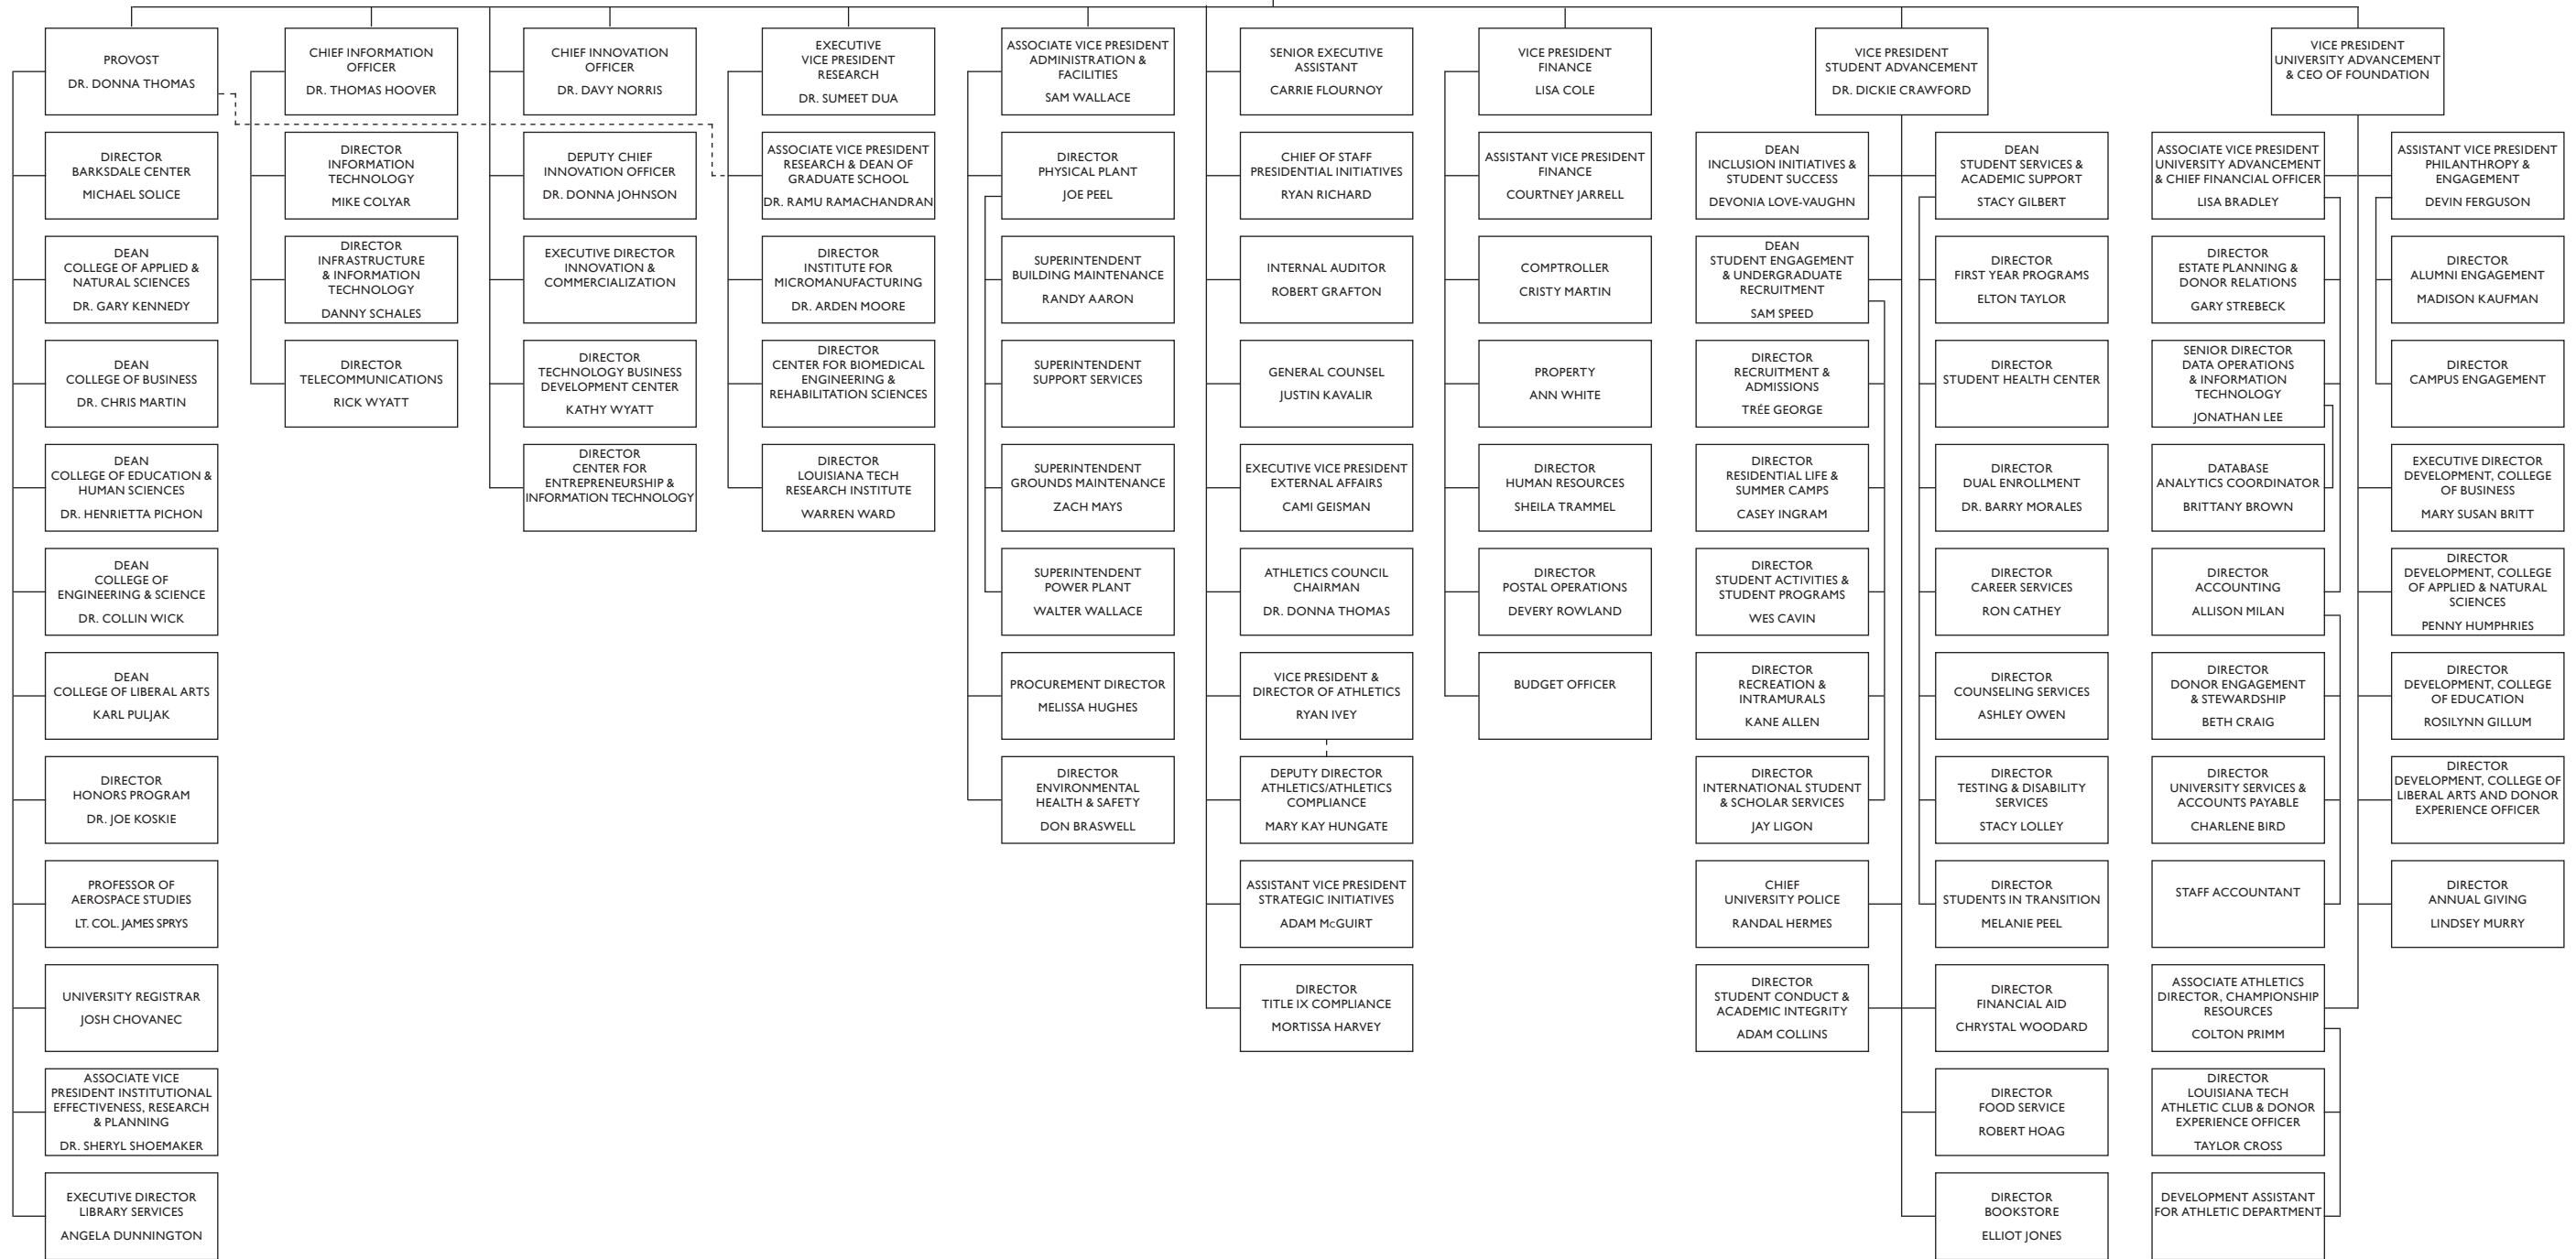 PROVOST
DR. DONNA THOMAS
DIRECTOR
BARKSDALE CENTER
MICHAEL SOLICE
DEAN
COLLEGE OF APPLIED &
NATURAL SCIENCES
DR. GARY KENNEDY
DEAN
COLLEGE OF BUSINESS
DR. CHRIS MARTIN
DEAN
COLLEGE OF EDUCATION &
HUMAN SCIENCES
DR. HENRIETTA PICHON
DEAN
COLLEGE OF
ENGINEERING & SCIENCE
DR. COLLIN WICK
DEAN
COLLEGE OF LIBERAL ARTS
KARL PULJAK
DIRECTOR
HONORS PROGRAM
DR. JOE KOSKIE
PROFESSOR OF
AEROSPACE STUDIES
LT. COL. JAMES SPRYS
UNIVERSITY REGISTRAR
JOSH CHOVANEC
ASSOCIATE VICE
PRESIDENT INSTITUTIONAL
EFFECTIVENESS, RESEARCH
& PLANNING
DR. SHERYL SHOEMAKER
EXECUTIVE DIRECTOR
LIBRARY SERVICES
ANGELA DUNNINGTON
CHIEF INFORMATION
OFFICER
DR. THOMAS HOOVER
DIRECTOR
INFORMATION
TECHNOLOGY
MIKE COLYAR
DIRECTOR
INFRASTRUCTURE
& INFORMATION
TECHNOLOGY
DANNY SCHALES
DIRECTOR
TELECOMMUNICATIONS
RICK WYATT
CHIEF INNOVATION
OFFICER
DR. DAVY NORRIS
DEPUTY CHIEF
INNOVATION OFFICER
DR. DONNA JOHNSON
EXECUTIVE DIRECTOR
INNOVATION &
COMMERCIALIZATION
DIRECTOR
TECHNOLOGY BUSINESS
DEVELOPMENT CENTER
KATHY WYATT
DIRECTOR
CENTER FOR
ENTREPRENEURSHIP &
INFORMATION TECHNOLOGY
EXECUTIVE
VICE PRESIDENT
RESEARCH
DR. SUMEET DUA
ASSOCIATE VICE PRESIDENT
RESEARCH & DEAN OF
GRADUATE SCHOOL
DR. RAMU RAMACHANDRAN
DIRECTOR
INSTITUTE FOR
MICROMANUFACTURING
DR. ARDEN MOORE
DIRECTOR
CENTER FOR BIOMEDICAL
ENGINEERING &
REHABILITATION SCIENCES
DIRECTOR
LOUISIANA TECH
RESEARCH INSTITUTE
WARREN WARD
ASSOCIATE VICE PRESIDENT
ADMINISTRATION &
FACILITIES
SAM WALLACE
DIRECTOR
PHYSICAL PLANT
JOE PEEL
SUPERINTENDENT
BUILDING MAINTENANCE
RANDY AARON
SUPERINTENDENT
SUPPORT SERVICES
SUPERINTENDENT
GROUNDS MAINTENANCE
ZACH MAYS
SUPERINTENDENT
POWER PLANT
WALTER WALLACE
PROCUREMENT DIRECTOR
MELISSA HUGHES
DIRECTOR
ENVIRONMENTAL
HEALTH & SAFETY
DON BRASWELL
SENIOR EXECUTIVE
ASSISTANT
CARRIE FLOURNOY
CHIEF OF STAFF
PRESIDENTIAL INITIATIVES
RYAN RICHARD
INTERNAL AUDITOR
ROBERT GRAFTON
GENERAL COUNSEL
JUSTIN KAVALIR
EXECUTIVE VICE PRESIDENT
EXTERNAL AFFAIRS
CAMI GEISMAN
ATHLETICS COUNCIL
CHAIRMAN
DR. DONNA THOMAS
VICE PRESIDENT &
DIRECTOR OF ATHLETICS
RYAN IVEY
DEPUTY DIRECTOR
ATHLETICS/ATHLETICS
COMPLIANCE
MARY KAY HUNGATE
ASSISTANT VICE PRESIDENT
STRATEGIC INITIATIVES
ADAM McGUIRT
DIRECTOR
TITLE IX COMPLIANCE
MORTISSA HARVEY
VICE PRESIDENT
FINANCE
LISA COLE
ASSISTANT VICE PRESIDENT
FINANCE
COURTNEY JARRELL
COMPTROLLER
CRISTY MARTIN
PROPERTY
ANN WHITE
DIRECTOR
HUMAN RESOURCES
SHEILA TRAMMEL
DIRECTOR
POSTAL OPERATIONS
DEVERY ROWLAND
BUDGET OFFICER
VICE PRESIDENT
STUDENT ADVANCEMENT
DR. DICKIE CRAWFORD
DEAN
INCLUSION INITIATIVES &
STUDENT SUCCESS
DEVONIA LOVE-VAUGHN
DEAN
STUDENT ENGAGEMENT
& UNDERGRADUATE
RECRUITMENT
SAM SPEED
DIRECTOR
RECRUITMENT &
ADMISSIONS
TRÉE GEORGE
DIRECTOR
RESIDENTIAL LIFE &
SUMMER CAMPS
CASEY INGRAM
DIRECTOR
STUDENT ACTIVITIES &
STUDENT PROGRAMS
WES CAVIN
DIRECTOR
RECREATION &
INTRAMURALS
KANE ALLEN
DIRECTOR
INTERNATIONAL STUDENT
& SCHOLAR SERVICES
JAY LIGON
CHIEF
UNIVERSITY POLICE
RANDAL HERMES
DIRECTOR
STUDENT CONDUCT &
ACADEMIC INTEGRITY
ADAM COLLINS
DEAN
STUDENT SERVICES &
ACADEMIC SUPPORT
STACY GILBERT
DIRECTOR
FIRST YEAR PROGRAMS
ELTON TAYLOR
DIRECTOR
STUDENT HEALTH CENTER
DIRECTOR
DUAL ENROLLMENT
DR. BARRY MORALES
DIRECTOR
CAREER SERVICES
RON CATHEY
DIRECTOR
COUNSELING SERVICES
ASHLEY OWEN
DIRECTOR
TESTING & DISABILITY
SERVICES
STACY LOLLEY
DIRECTOR
STUDENTS IN TRANSITION
MELANIE PEEL
DIRECTOR
FINANCIAL AID
CHRYSTAL WOODARD
DIRECTOR
FOOD SERVICE
ROBERT HOAG
DIRECTOR
BOOKSTORE
ELLIOT JONES
VICE PRESIDENT
UNIVERSITY ADVANCEMENT
& CEO OF FOUNDATION
ASSOCIATE VICE PRESIDENT
UNIVERSITY ADVANCEMENT
& CHIEF FINANCIAL OFFICER
LISA BRADLEY
DIRECTOR
ESTATE PLANNING &
DONOR RELATIONS
GARY STREBECK
SENIOR DIRECTOR
DATA OPERATIONS
& INFORMATION
TECHNOLOGY
JONATHAN LEE
DATABASE
ANALYTICS COORDINATOR
BRITTANY BROWN
DIRECTOR
ACCOUNTING
ALLISON MILAN
DIRECTOR
DONOR ENGAGEMENT
& STEWARDSHIP
BETH CRAIG
DIRECTOR
UNIVERSITY SERVICES &
ACCOUNTS PAYABLE
CHARLENE BIRD
STAFF ACCOUNTANT
ASSOCIATE ATHLETICS
DIRECTOR, CHAMPIONSHIP
RESOURCES
COLTON PRIMM
DIRECTOR
LOUISIANA TECH
ATHLETIC CLUB & DONOR
EXPERIENCE OFFICER
TAYLOR CROSS
DEVELOPMENT ASSISTANT
FOR ATHLETIC DEPARTMENT
ASSISTANT VICE PRESIDENT
PHILANTHROPY &
ENGAGEMENT
DEVIN FERGUSON
DIRECTOR
ALUMNI ENGAGEMENT
MADISON KAUFMAN
DIRECTOR
CAMPUS ENGAGEMENT
EXECUTIVE DIRECTOR
DEVELOPMENT, COLLEGE
OF BUSINESS
MARY SUSAN BRITT
DIRECTOR
DEVELOPMENT, COLLEGE
OF APPLIED & NATURAL
SCIENCES
PENNY HUMPHRIES
DIRECTOR
DEVELOPMENT, COLLEGE
OF EDUCATION
ROSILYNN GILLUM
DIRECTOR
DEVELOPMENT, COLLEGE OF
LIBERAL ARTS AND DONOR
EXPERIENCE OFFICER
DIRECTOR
ANNUAL GIVING
LINDSEY MURRY